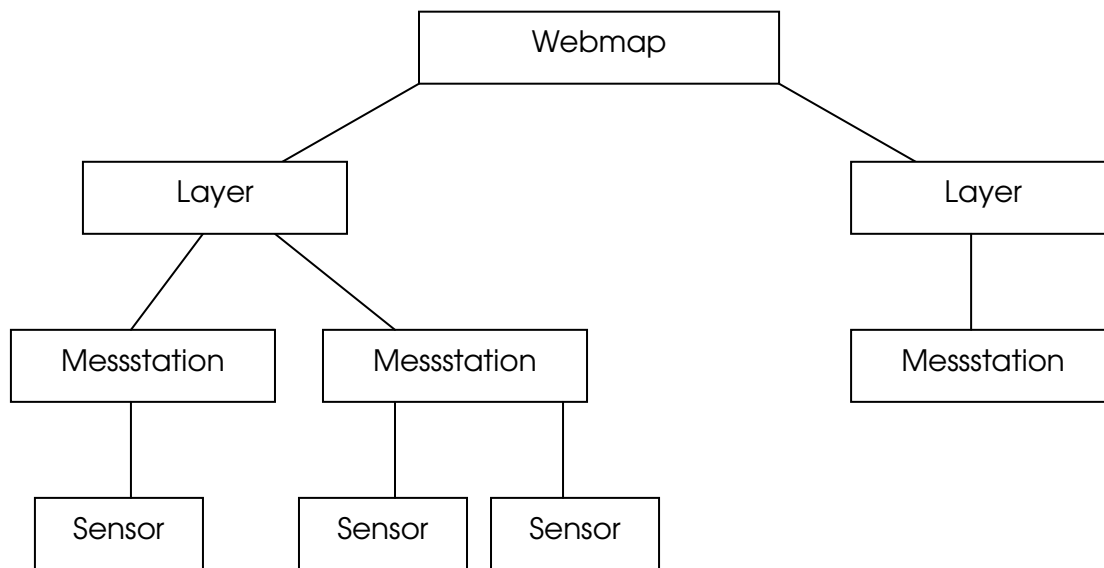 Webmap
Layer
Layer
Messstation
Messstation
Messstation
Sensor
Sensor
Sensor